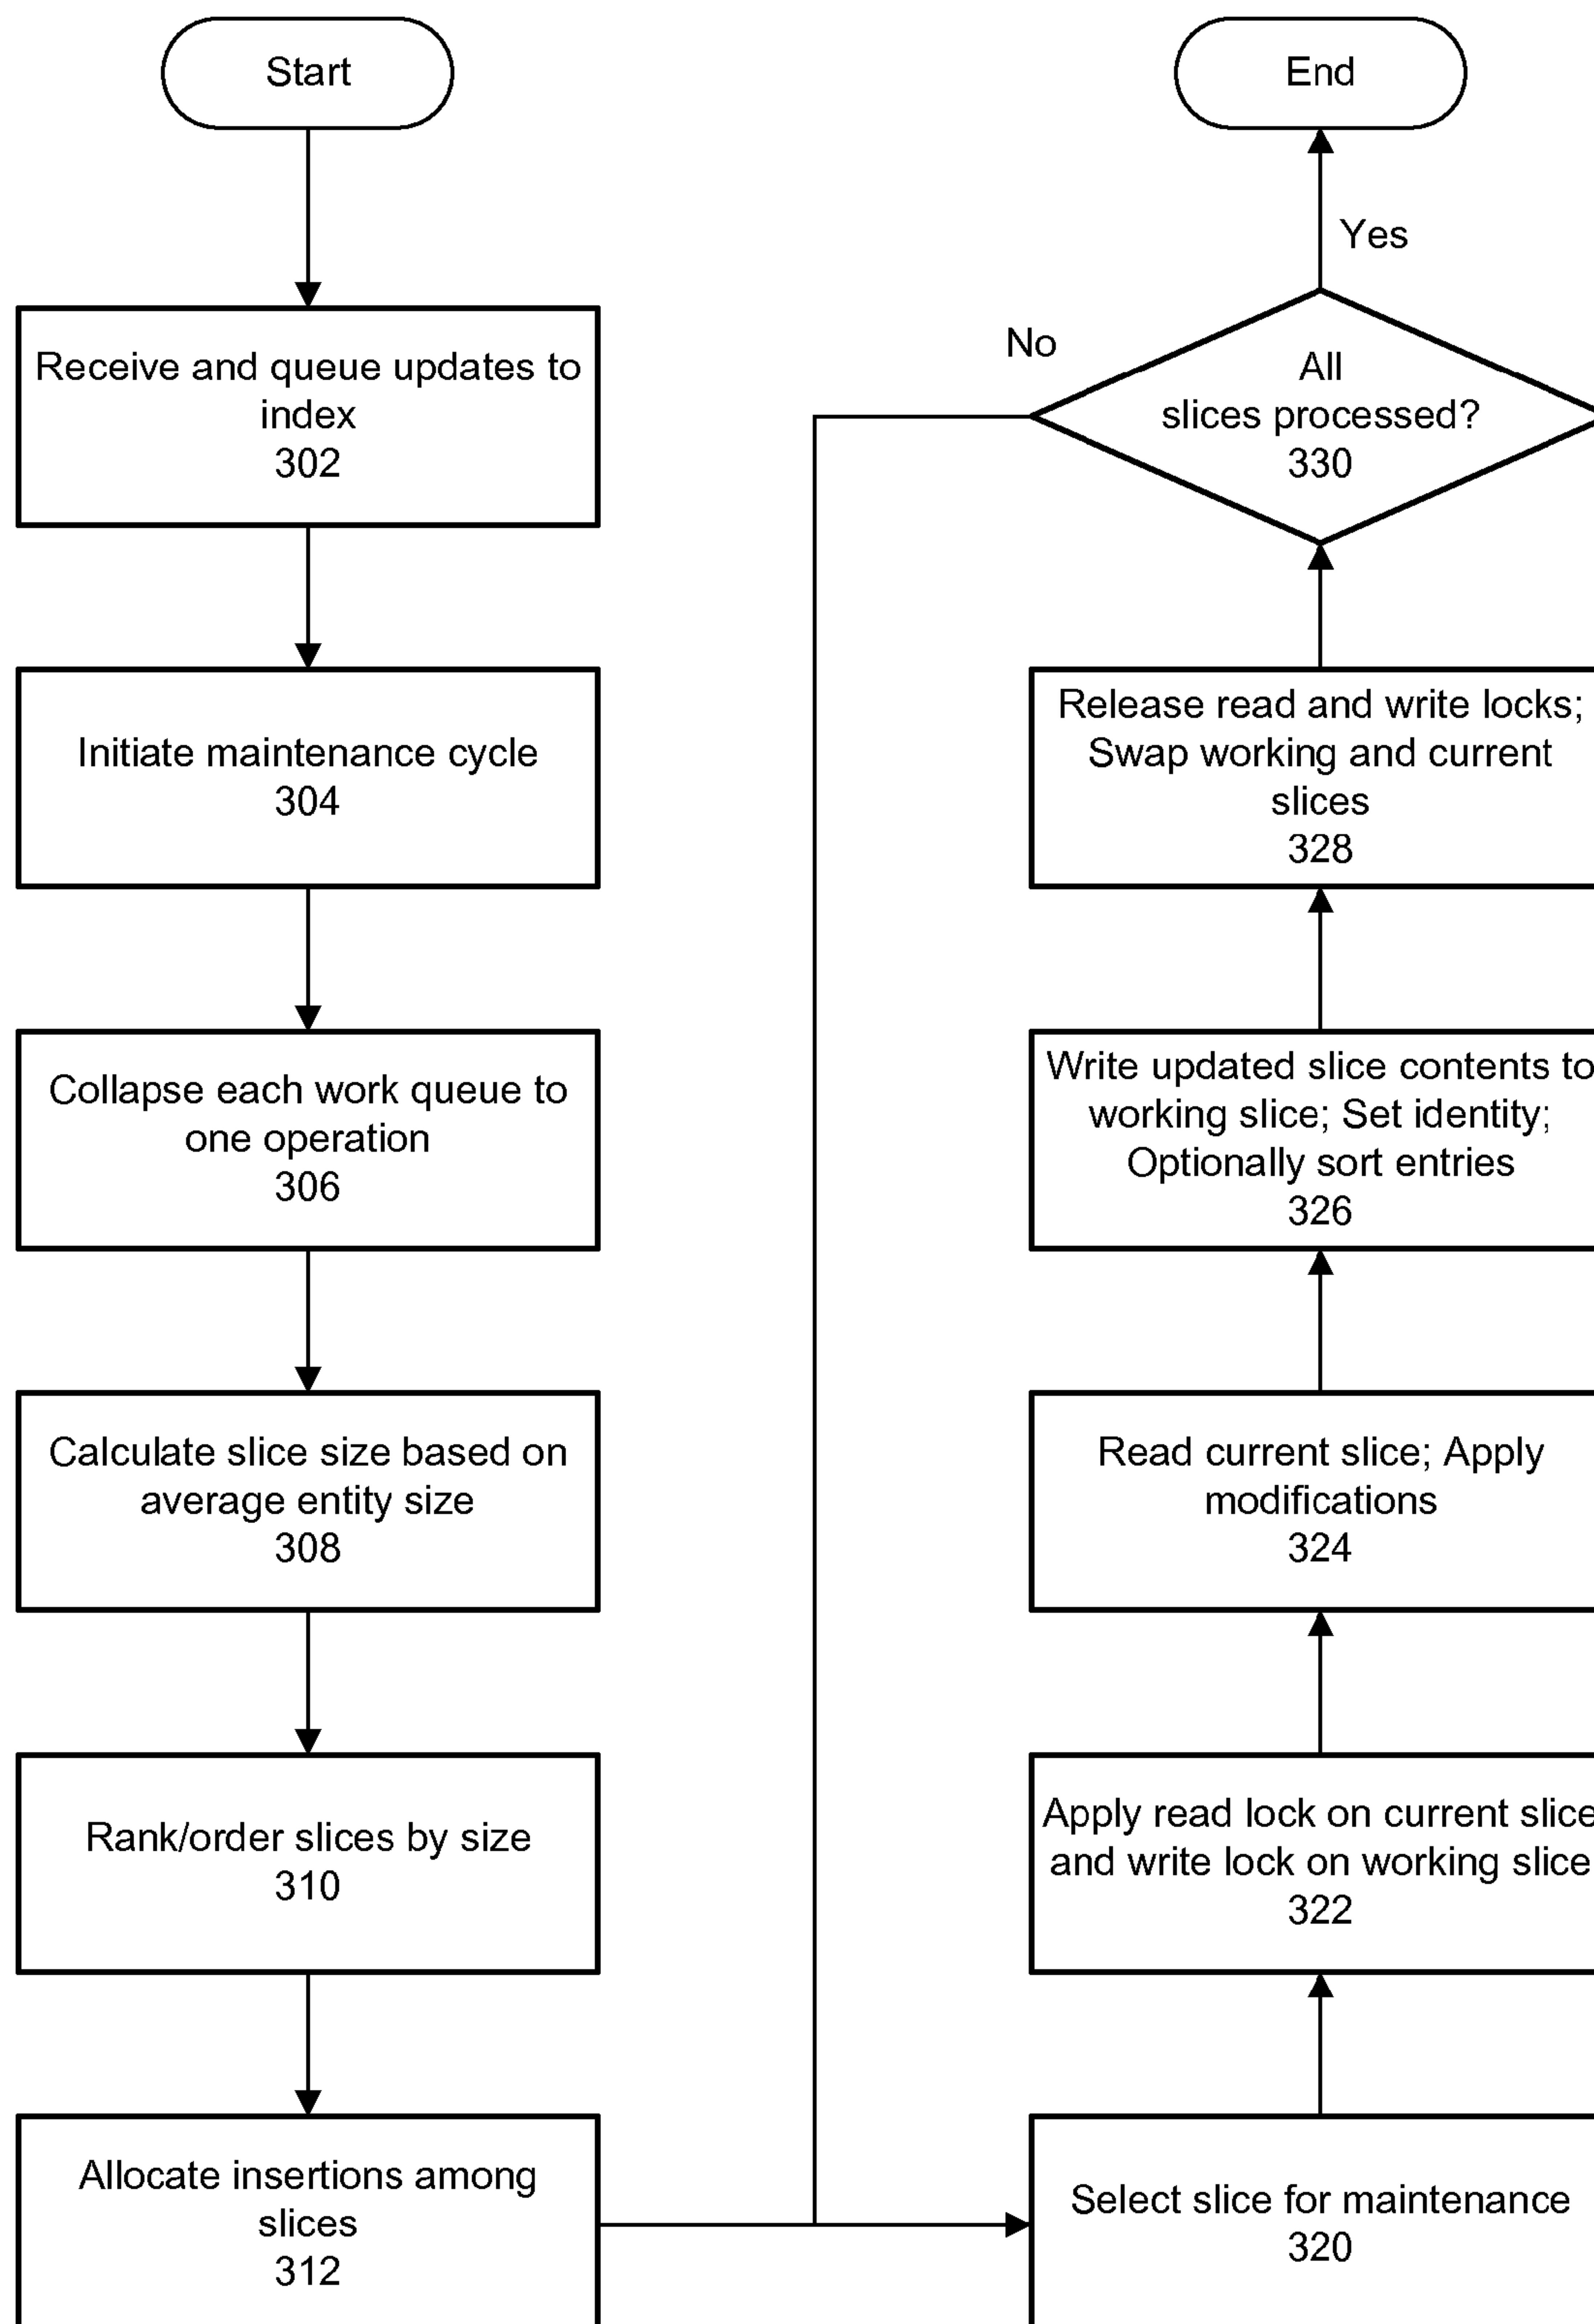 Start
Receive and queue updates to
index
302
Initiate maintenance cycle
304
Collapse each work queue to
one operation
306
Calculate slice size based on
average entity size
308
Rank/order slices by size
310
Allocate insertions among
slices
312
Select slice for maintenance
320
Apply read lock on current slice
and write lock on working slice
322
Read current slice; Apply
modifications
324
Write updated slice contents to
working slice; Set identity;
Optionally sort entries
326
Release read and write locks;
Swap working and current
slices
328
All
slices processed?
330
No
Yes
End